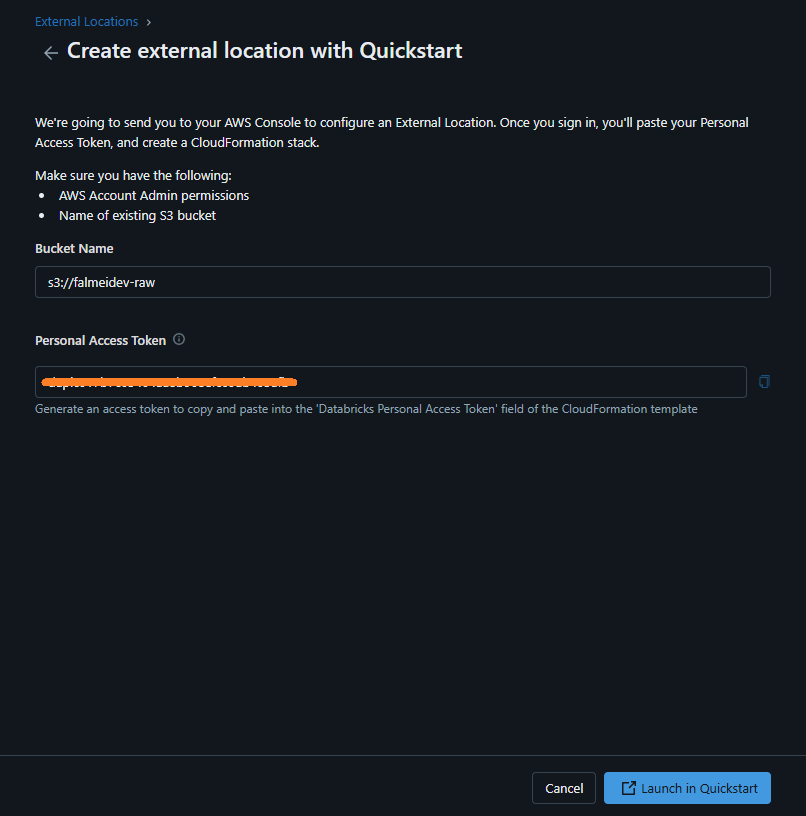 External Locations ›
← Create external location with Quickstart
We're going to send you to your AWS Console to configure an External Location. Once you sign in, you'll paste your Personal
Access Token, and create a CloudFormation stack.
Make sure you have the following:
• AWS Account Admin permissions
• Name of existing S3 bucket
Bucket Name
s3://falmeidev-raw
Personal Access Token
Generate an access token to copy and paste into the 'Databricks Personal Access Token' field of the CloudFormation template
Cancel
Launch in Quickstart